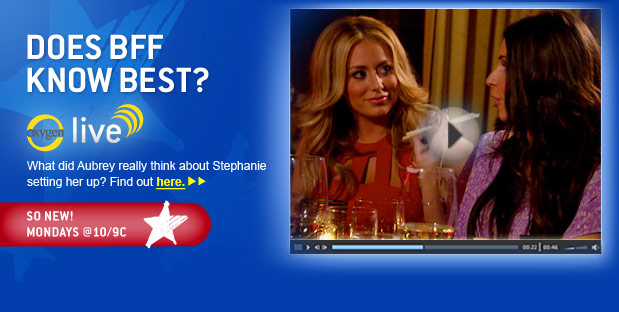 DOES BFF
KNOW BEST?
oxygen live
What did Aubrey really think about Stephanie
setting her up? Find out here.
SO NEW!
MONDAYS @10/9C
00:22 00:46